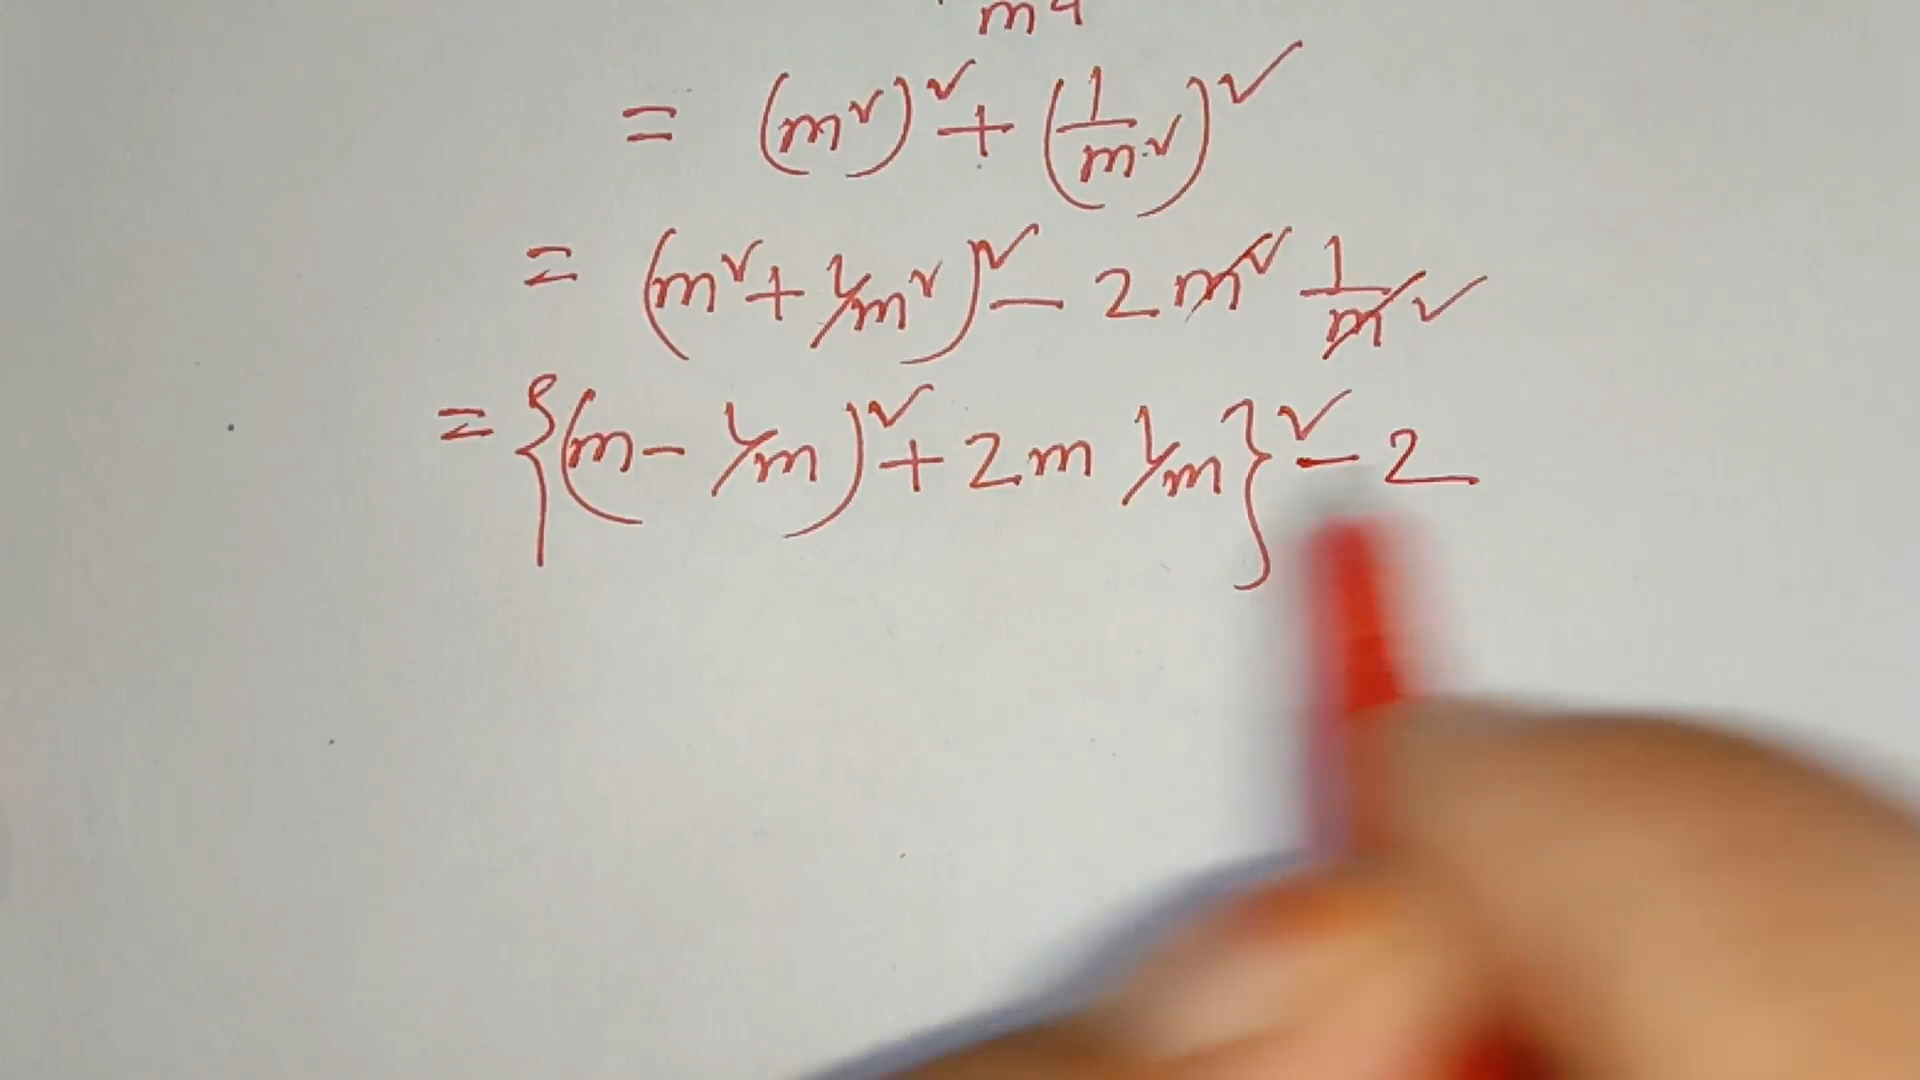 m⁴
= (m²)² + (1/m²)²
= (m² + 1/m²)² - 2 m² 1/m²
= {(m - 1/m)² + 2m 1/m}² - 2